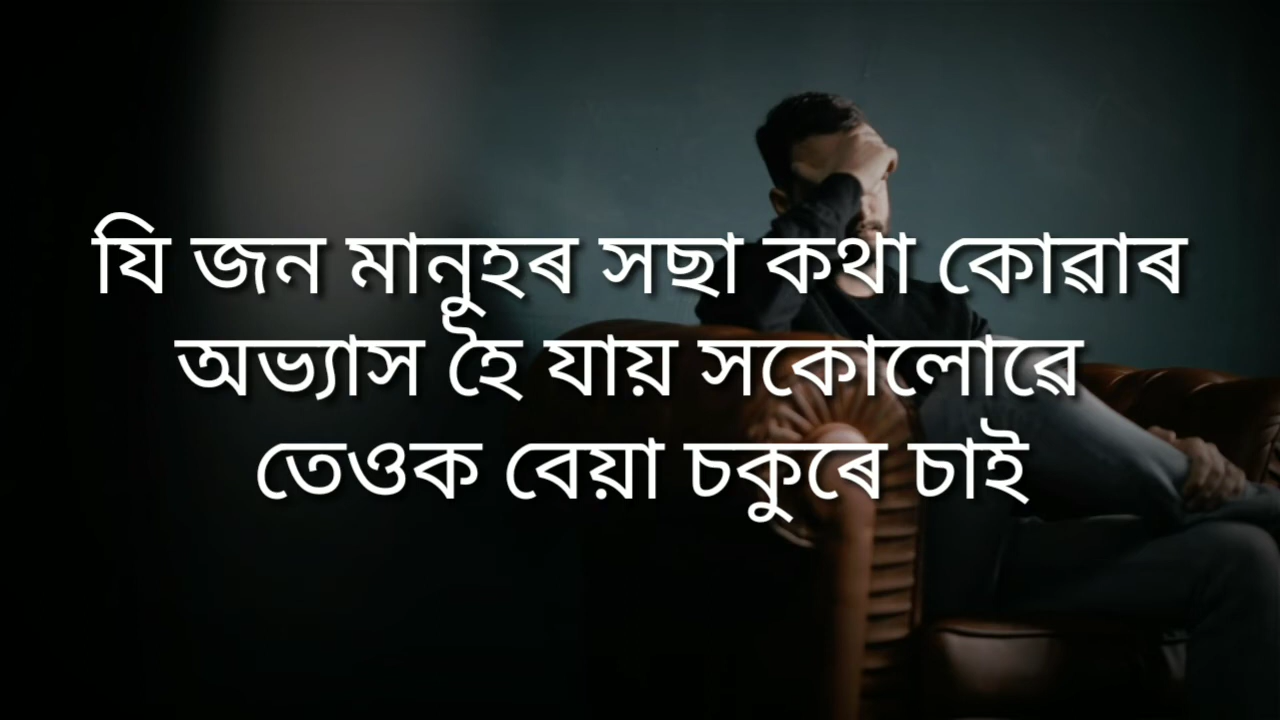 যি জন মানুহৰ সছা কথা কোৱাৰ
অভ্যাস হৈ যায় সকোলোৱে
তেওক বেয়া চকুৰে চাই